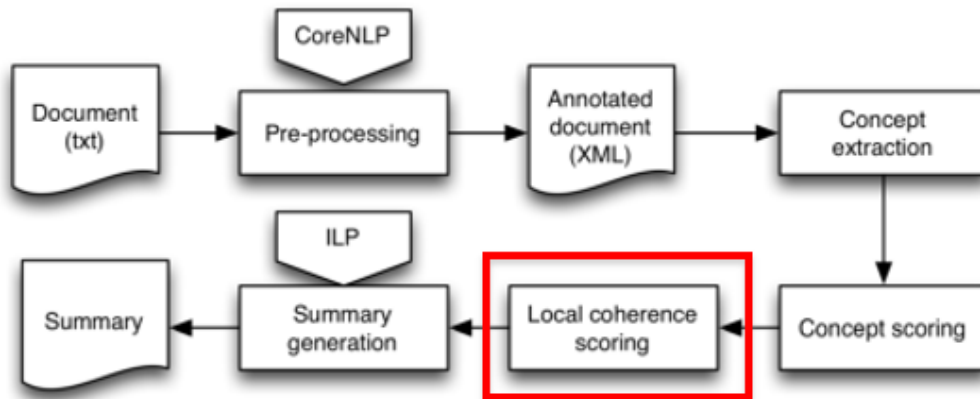 CoreNLP
Document
(txt)
Pre-processing
Annotated
document
(XML)
Concept
extraction
ILP
Summary
Summary
generation
Local coherence
scoring
Concept scoring